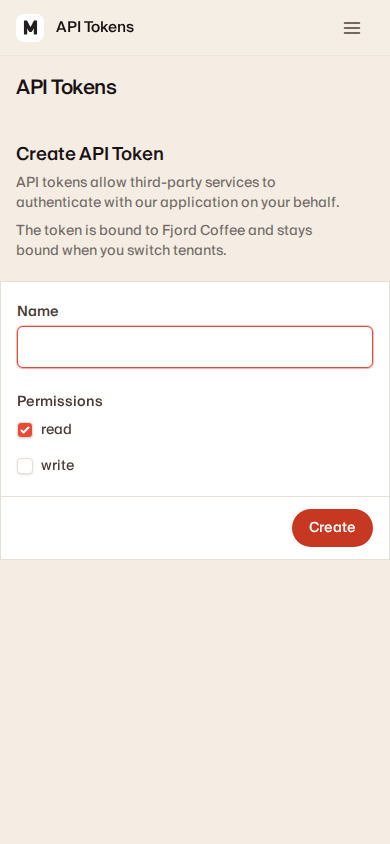 M API Tokens
API Tokens
Create API Token
API tokens allow third-party services to
authenticate with our application on your behalf.
The token is bound to Fjord Coffee and stays
bound when you switch tenants.
Name
Permissions
read
write
Create